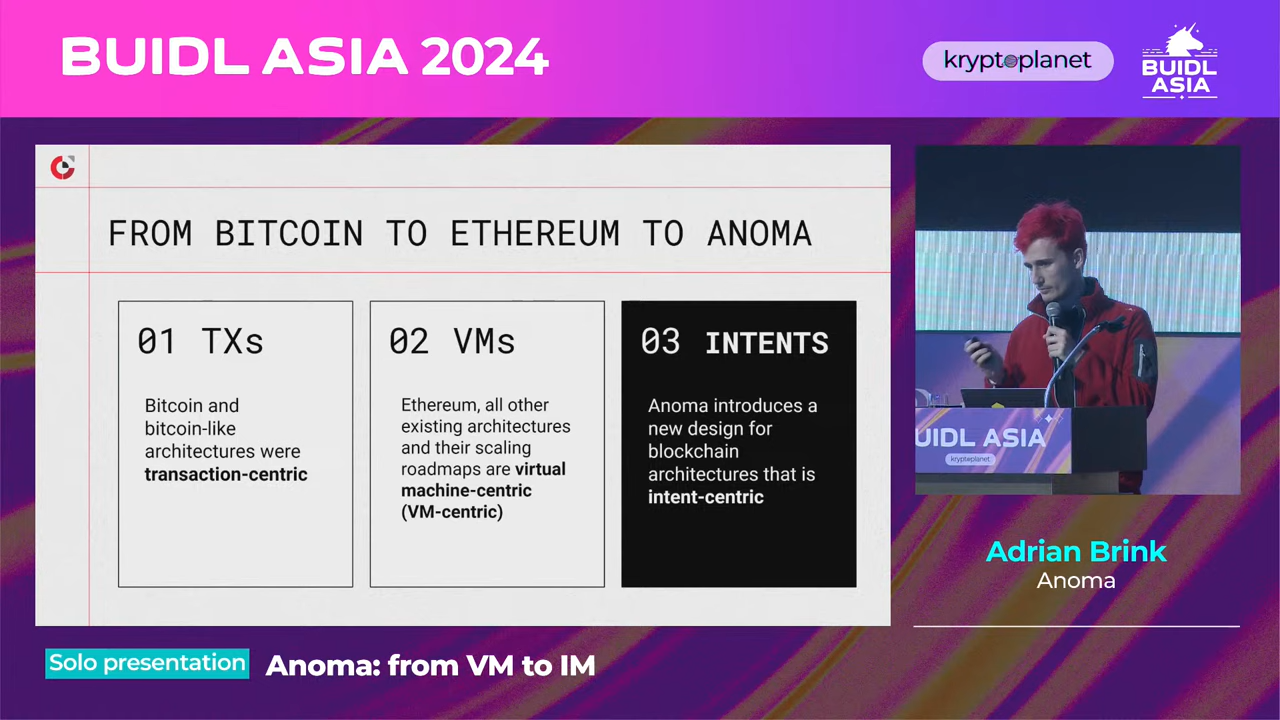 BUIDL ASIA 2024
kryptoplanet
BUIDL
ASIA
FROM BITCOIN TO ETHEREUM TO ANOMA
01 TXs
Bitcoin and
bitcoin-like
architectures were
transaction-centric
02 VMs
Ethereum, all other
existing architectures
and their scaling
roadmaps are virtual
machine-centric
(VM-centric)
03 INTENTS
Anoma introduces a
new design for
blockchain
architectures that is
intent-centric
UIDL ASIA
kryptoplanet
Adrian Brink
Anoma
Solo presentation
Anoma: from VM to IM